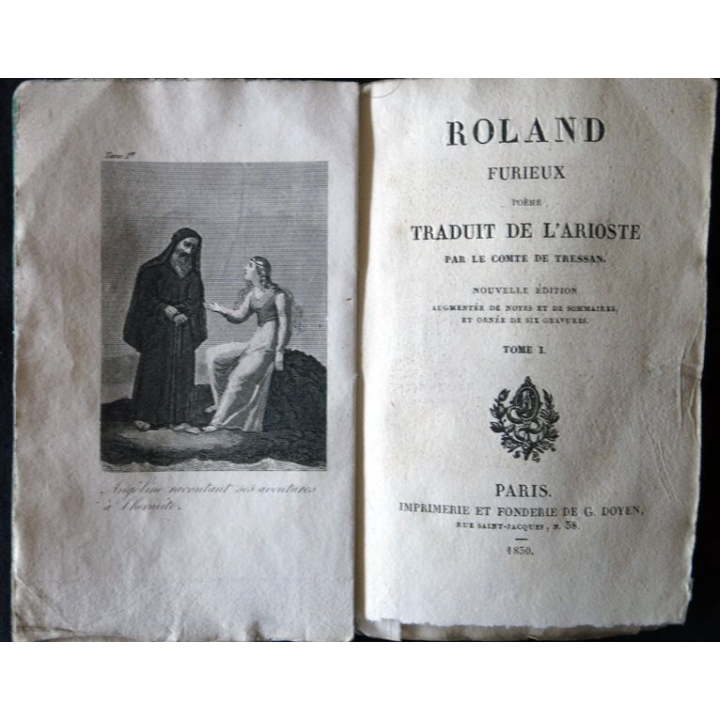 Tome 1er
Angéline racontant ses aventures
à l'hermite.
ROLAND
FURIEUX
POÈME
TRADUIT DE L'ARIOSTE
PAR LE COMTE DE TRESSAN.
NOUVELLE ÉDITION
AUGMENTÉE DE NOTES ET DE SOMMAIRES,
ET ORNÉE DE SIX GRAVURES.
TOME I.
PARIS.
IMPRIMERIE ET FONDERIE DE G. DOYEN,
RUE SAINT-JACQUES, N. 38.
1830.